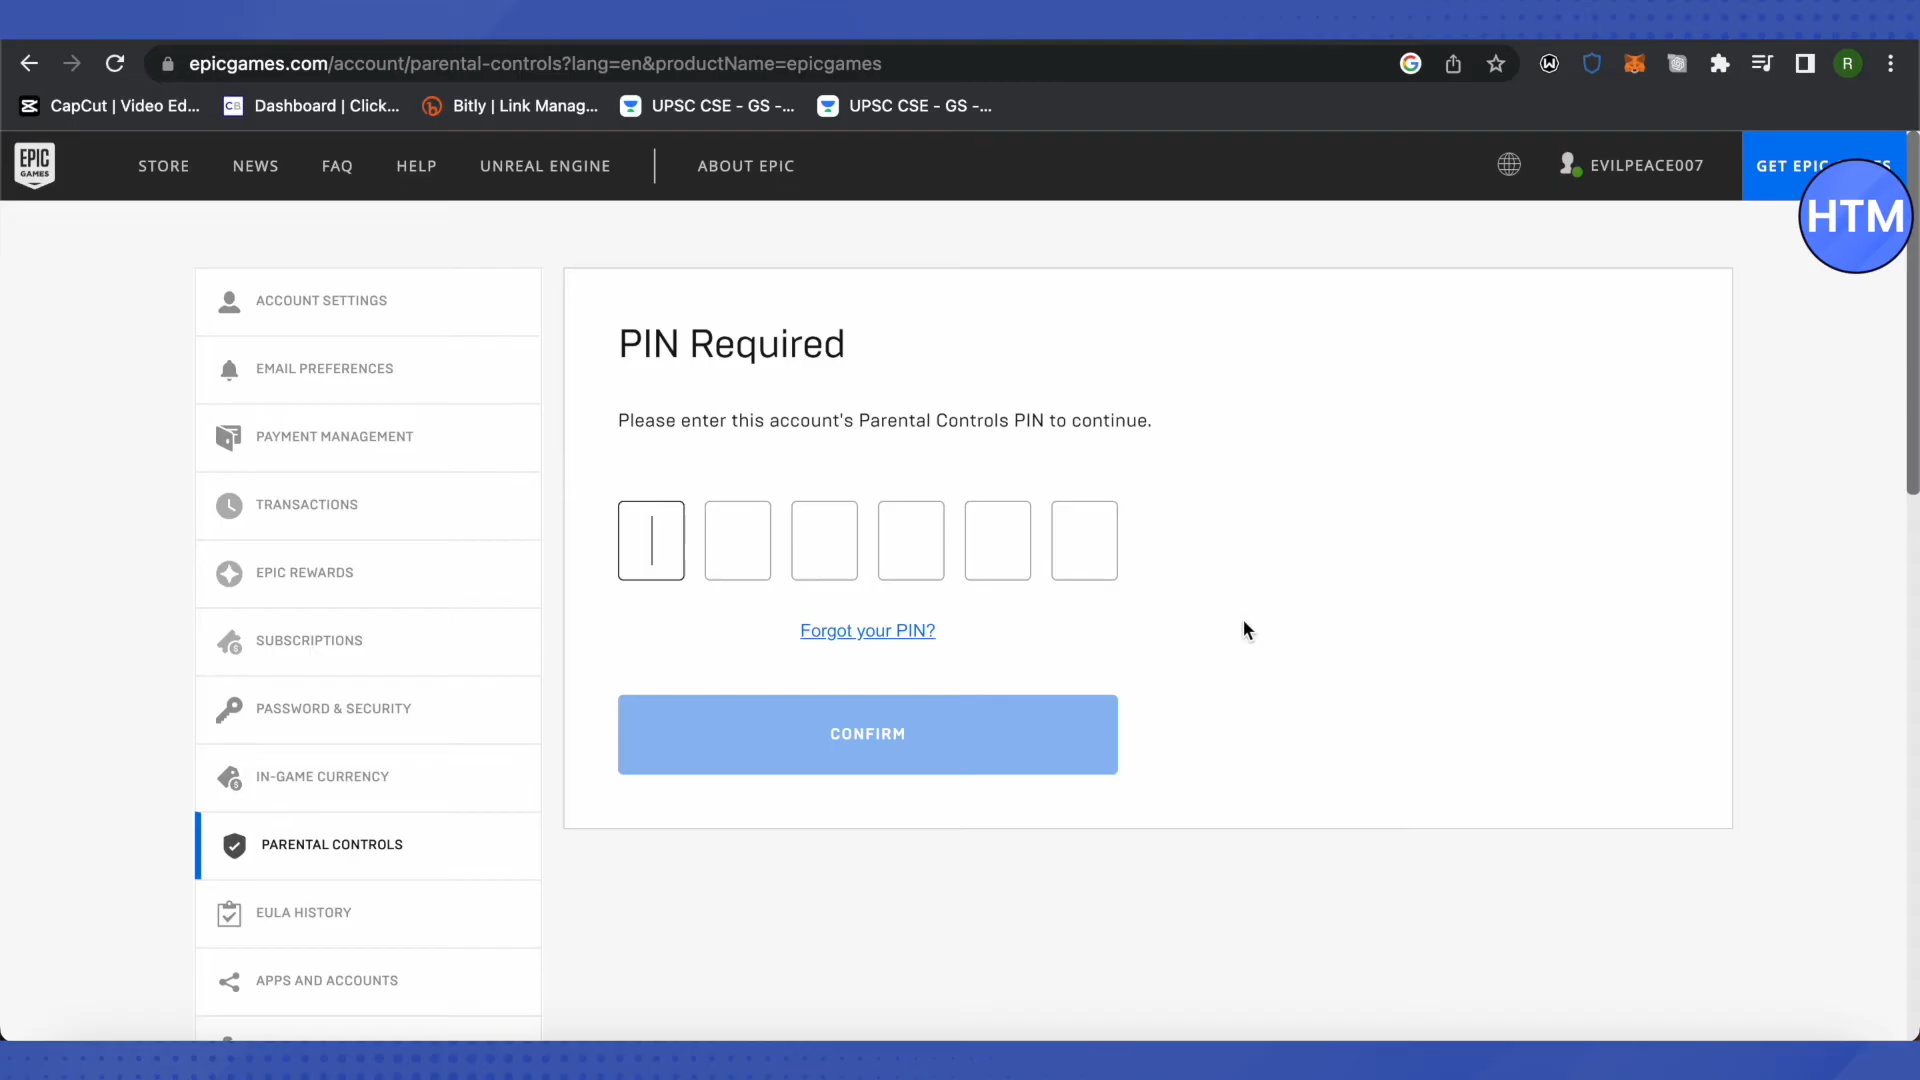 epicgames.com/account/parental-controls?lang=en&productName=epicgames
R
CapCut | Video Ed...
CB Dashboard | Click...
Bitly | Link Manag...
UPSC CSE - GS -...
UPSC CSE - GS -...
EPIC
GAMES
STORE
NEWS
FAQ
HELP
UNREAL ENGINE
ABOUT EPIC
EVILPEACE007
GET EPIC
HTM
ACCOUNT SETTINGS
EMAIL PREFERENCES
PAYMENT MANAGEMENT
TRANSACTIONS
EPIC REWARDS
SUBSCRIPTIONS
PASSWORD & SECURITY
IN-GAME CURRENCY
PARENTAL CONTROLS
EULA HISTORY
APPS AND ACCOUNTS
PIN Required
Please enter this account's Parental Controls PIN to continue.
Forgot your PIN?
CONFIRM